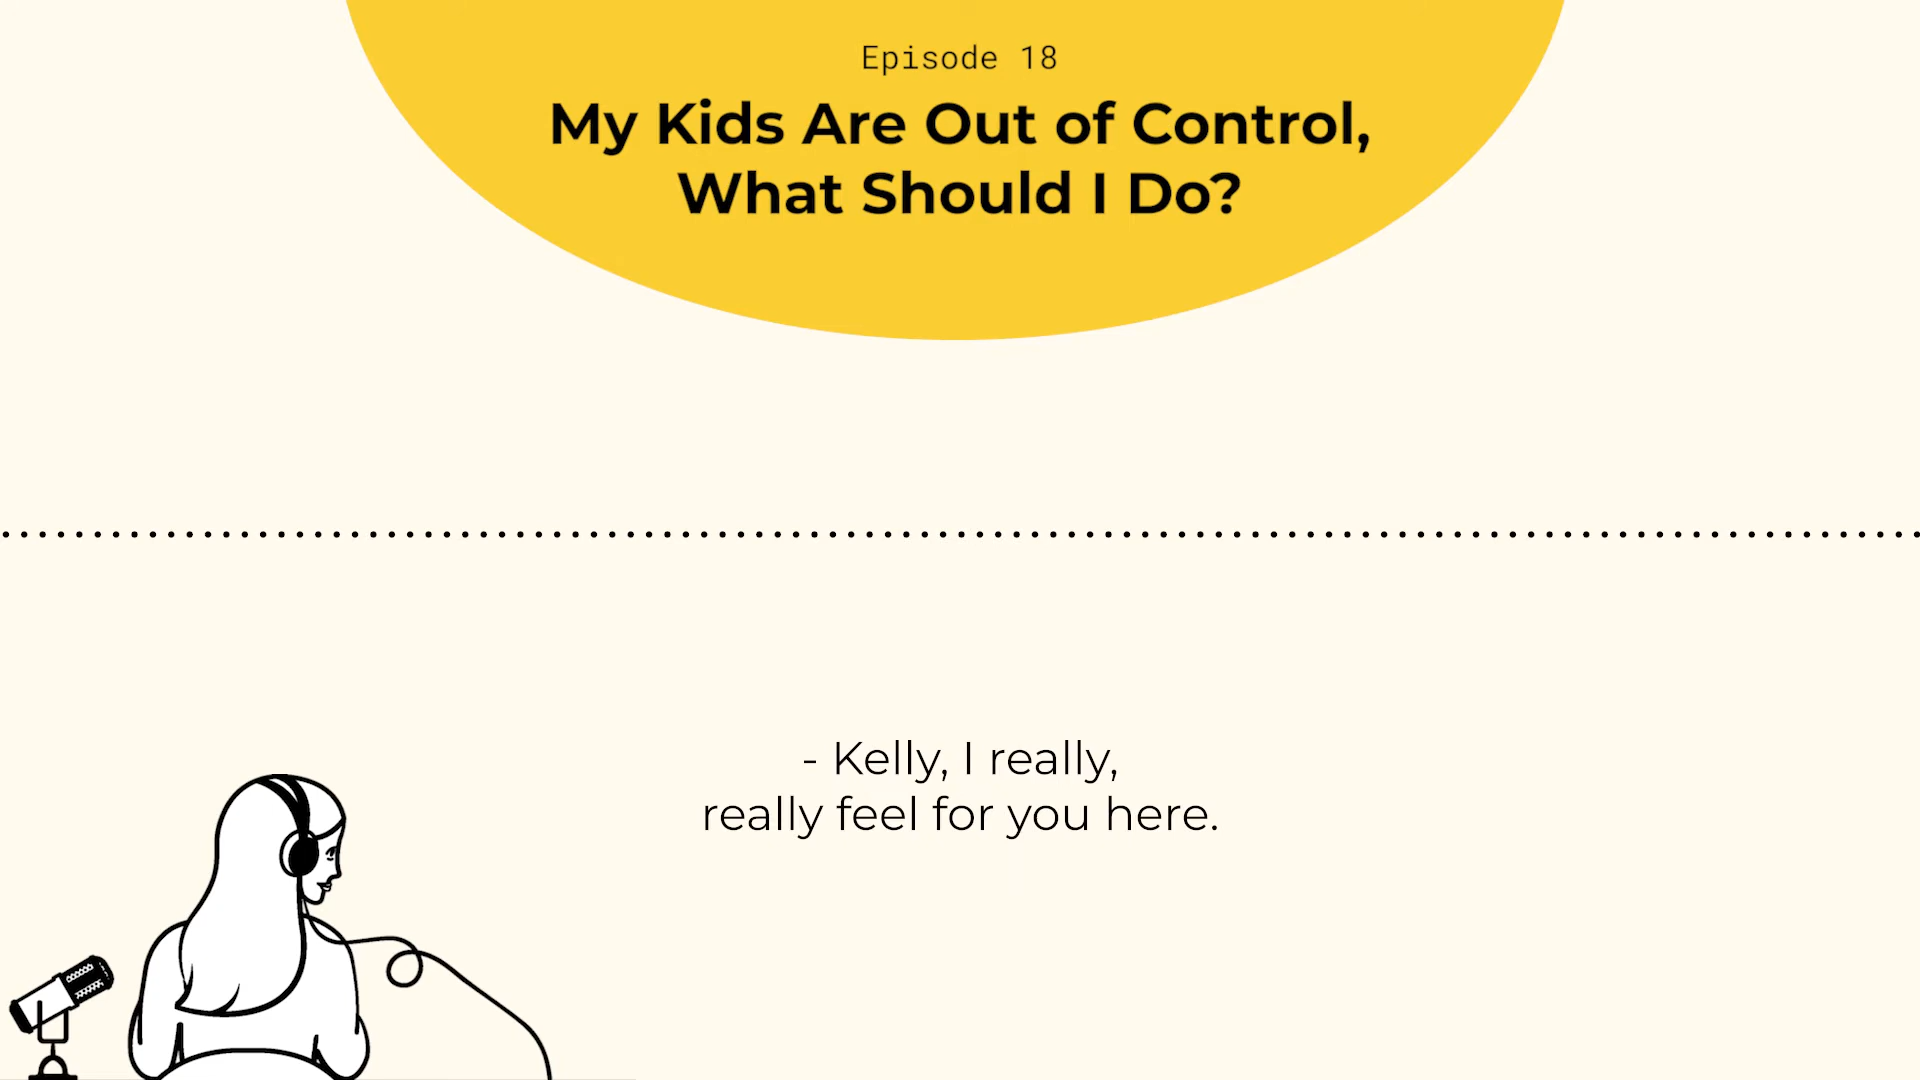 Episode 18
My Kids Are Out of Control,
What Should I Do?
- Kelly, I really,
really feel for you here.